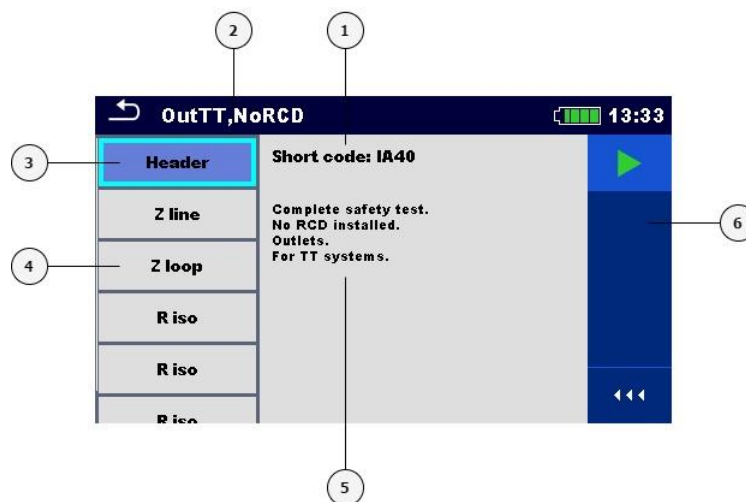 2
1
OutTT,NoRCD
13:33
3
Header
Short code: IA40
Z line
Complete safety test.
No RCD installed.
Outlets.
For TT systems.
6
4
Z loop
R iso
R iso
R iso
5